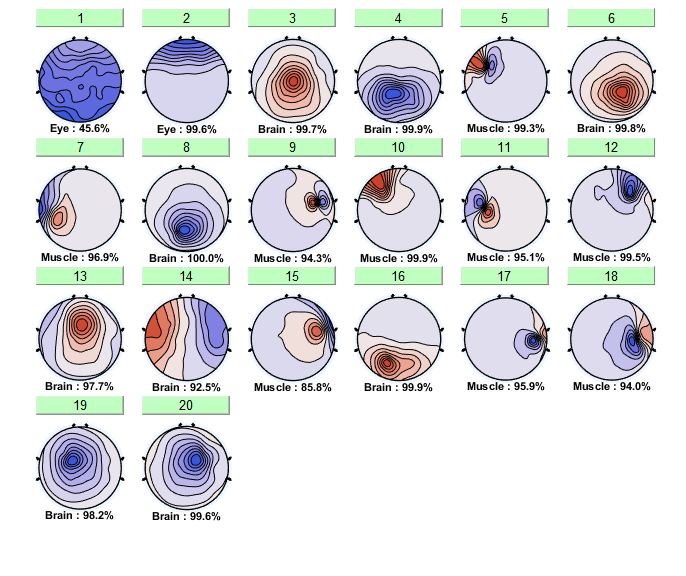 1 2 3 4 5 6
Eye : 45.6% Eye : 99.6% Brain : 99.7% Brain : 99.9% Muscle : 99.3% Brain : 99.8%
7 8 9 10 11 12
Muscle : 96.9% Brain : 100.0% Muscle : 94.3% Muscle : 99.9% Muscle : 95.1% Muscle : 99.5%
13 14 15 16 17 18
Brain : 97.7% Brain : 92.5% Muscle : 85.8% Brain : 99.9% Muscle : 95.9% Muscle : 94.0%
19 20
Brain : 98.2% Brain : 99.6%